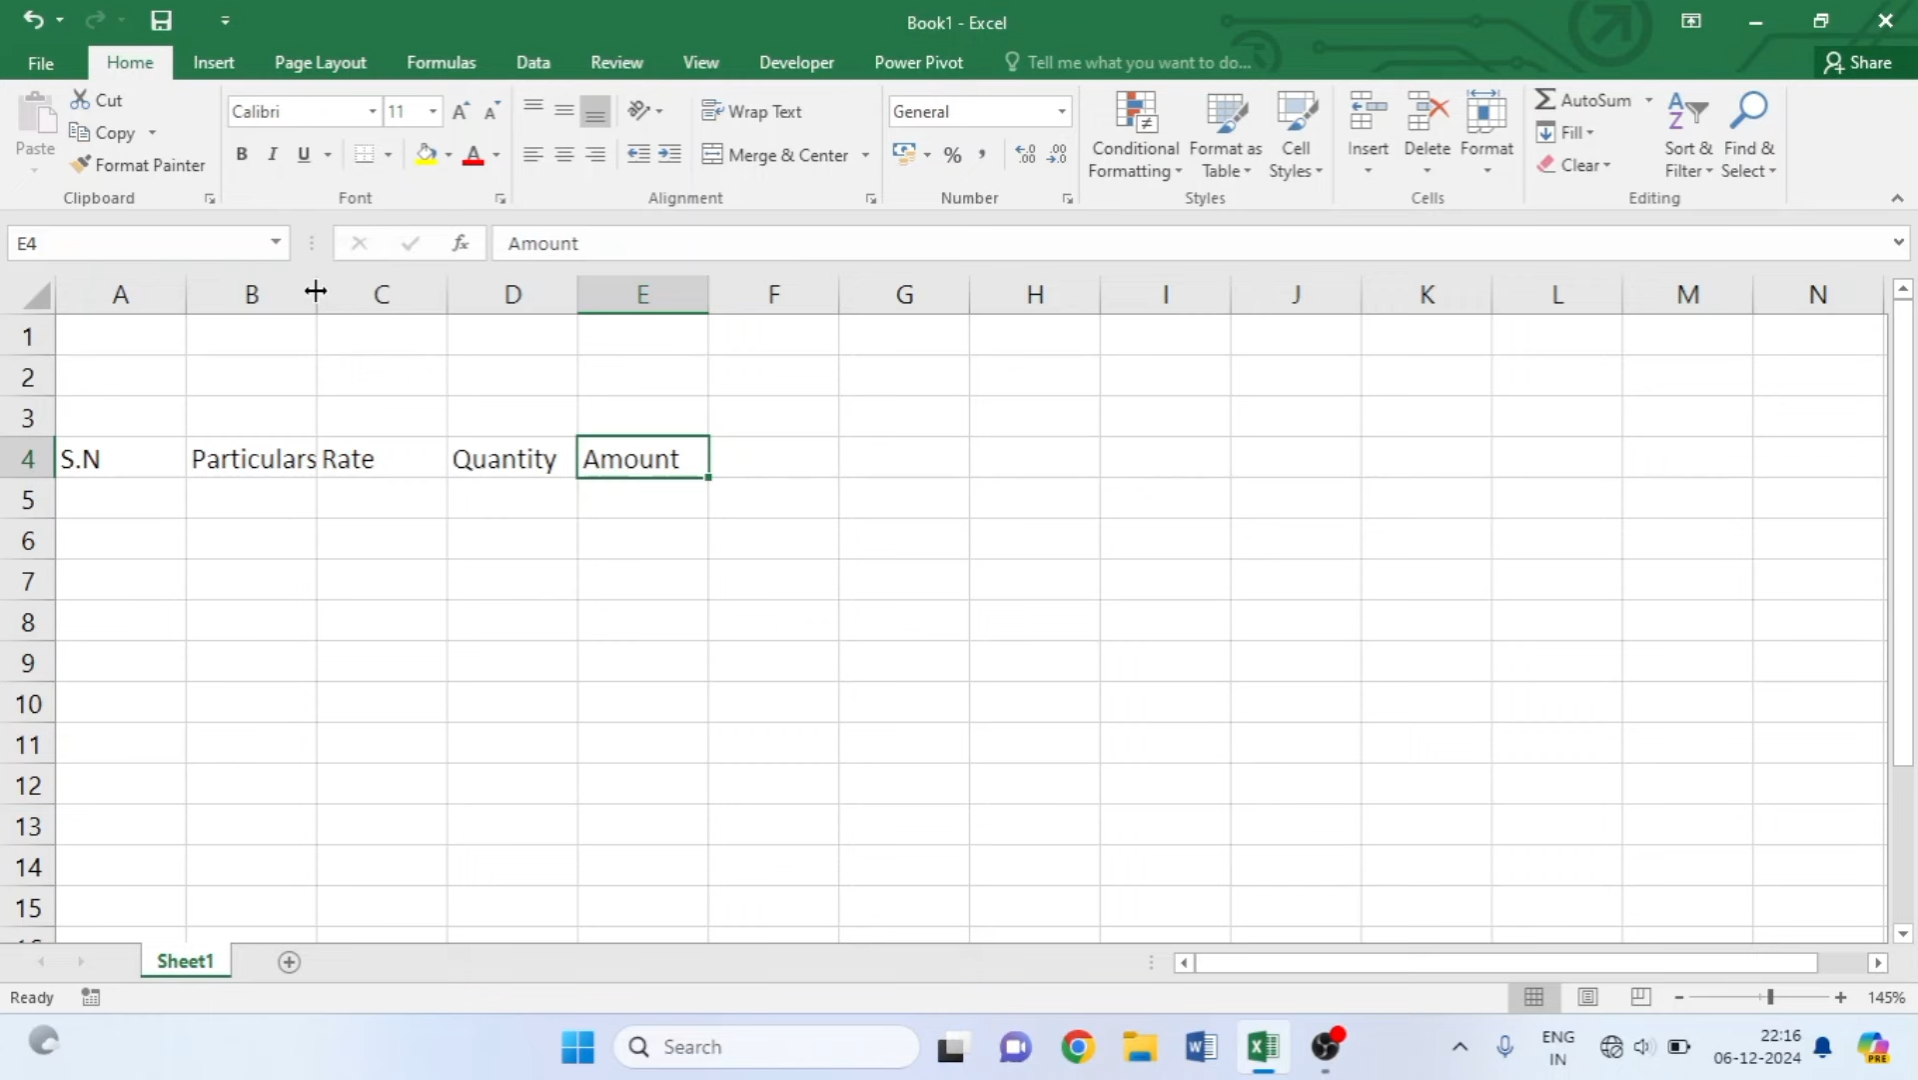 Book1 - Excel
File Home Insert Page Layout Formulas Data Review View Developer Power Pivot Tell me what you want to do... Share
Paste
Cut
Copy
Format Painter
Clipboard
Calibri 11
B I U A
Font
Wrap Text
Merge & Center
Alignment
General
%
Number
Conditional Formatting
Format as Table
Cell Styles
Styles
Insert Delete Format
Cells
AutoSum
Fill
Clear
Sort & Filter
Find & Select
Editing
E4 fx Amount
A B C D E F G H I J K L M N
1
2
3
4 S.N Particulars Rate Quantity Amount
5
6
7
8
9
10
11
12
13
14
15
Sheet1
Ready 145%
Search ENG IN 22:16 06-12-2024 PRE